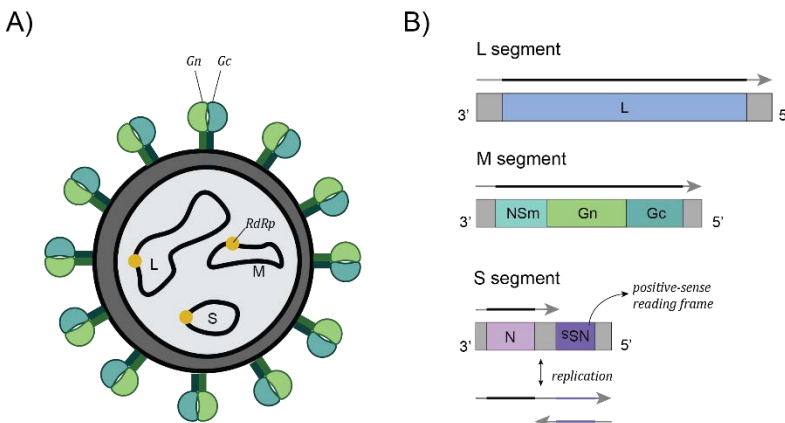 A)
Gn Gc
RdRp
L
M
S
B)
L segment
3’ L 5’
M segment
3’ NSm Gn Gc 5’
S segment
positive-sense
reading frame
3’ N NSs 5’
replication